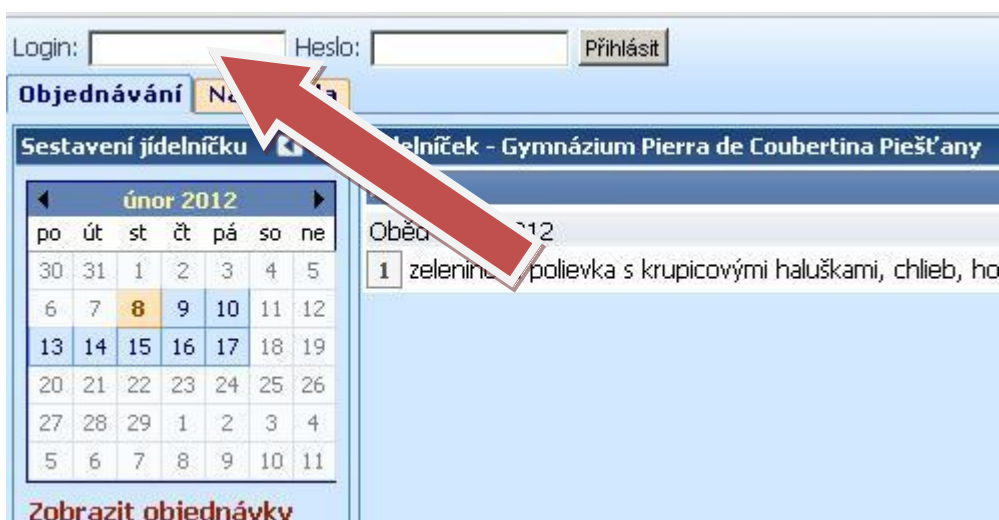 Login: Heslo: Přihlásit
Objednávání
Sestavení jídelníčku
únor 2012
po út st čt pá so ne
30 31 1 2 3 4 5
6 7 8 9 10 11 12
13 14 15 16 17 18 19
20 21 22 23 24 25 26
27 28 29 1 2 3 4
5 6 7 8 9 10 11
Zobrazit objednávky
- Gymnázium Pierra de Coubertina Piešťany
Oběd
1 polievka s krupicovými haluškami, chlieb,